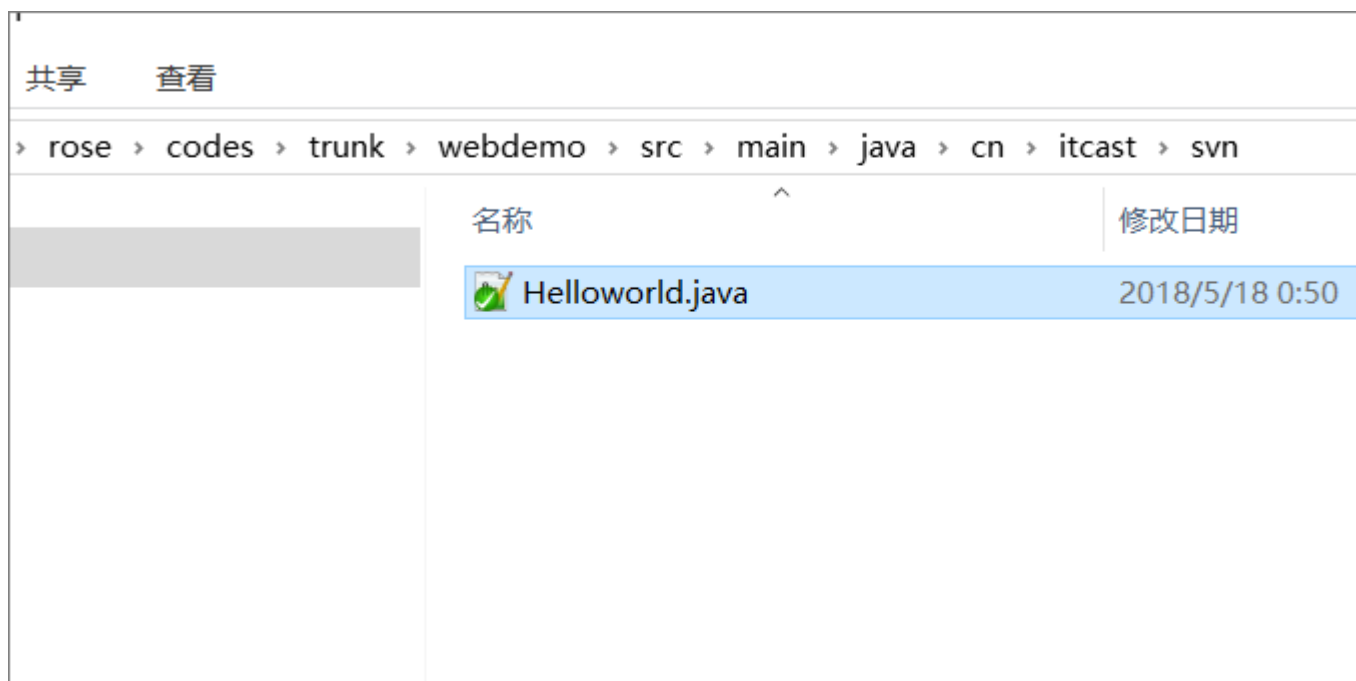 共享 查看
› rose › codes › trunk › webdemo › src › main › java › cn › itcast › svn
名称 修改日期
Helloworld.java 2018/5/18 0:50